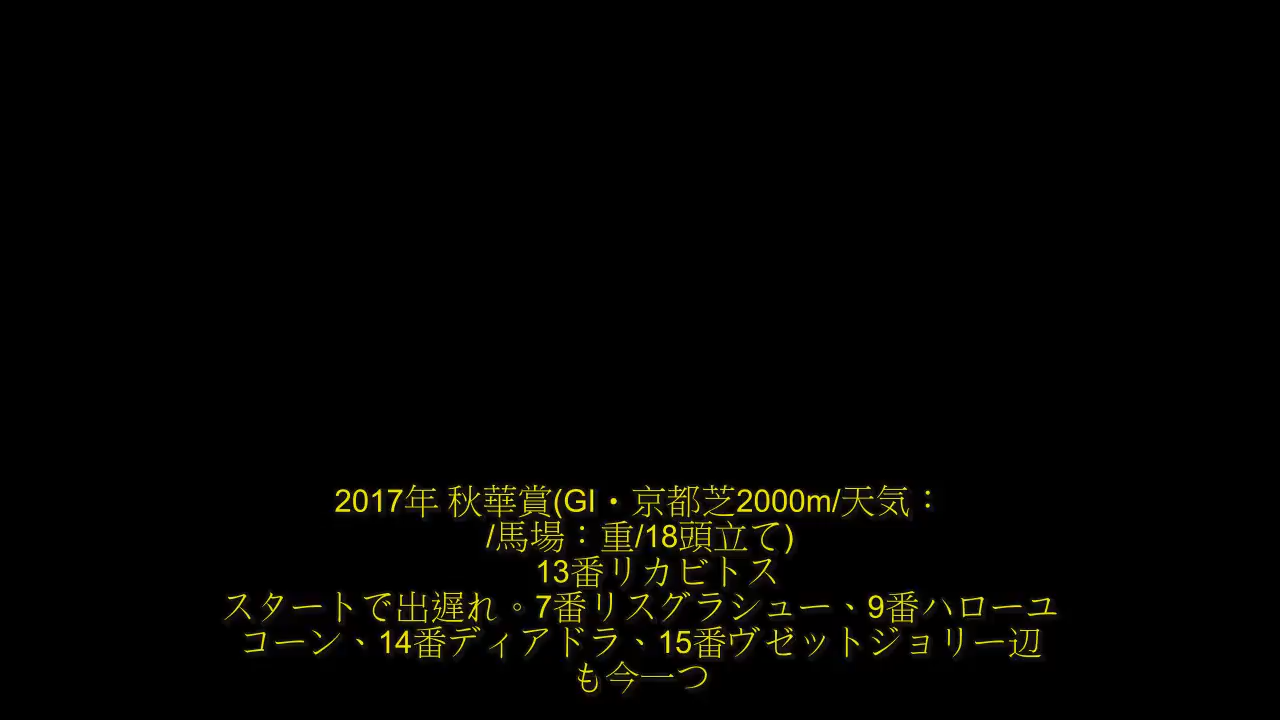 2017年 秋華賞(GI・京都芝2000m/天気：
/馬場：重/18頭立て)
13番リカビトス
スタートで出遅れ。7番リスグラシュー、9番ハローユ
コーン、14番ディアドラ、15番ヴゼットジョリー辺
も今一つ